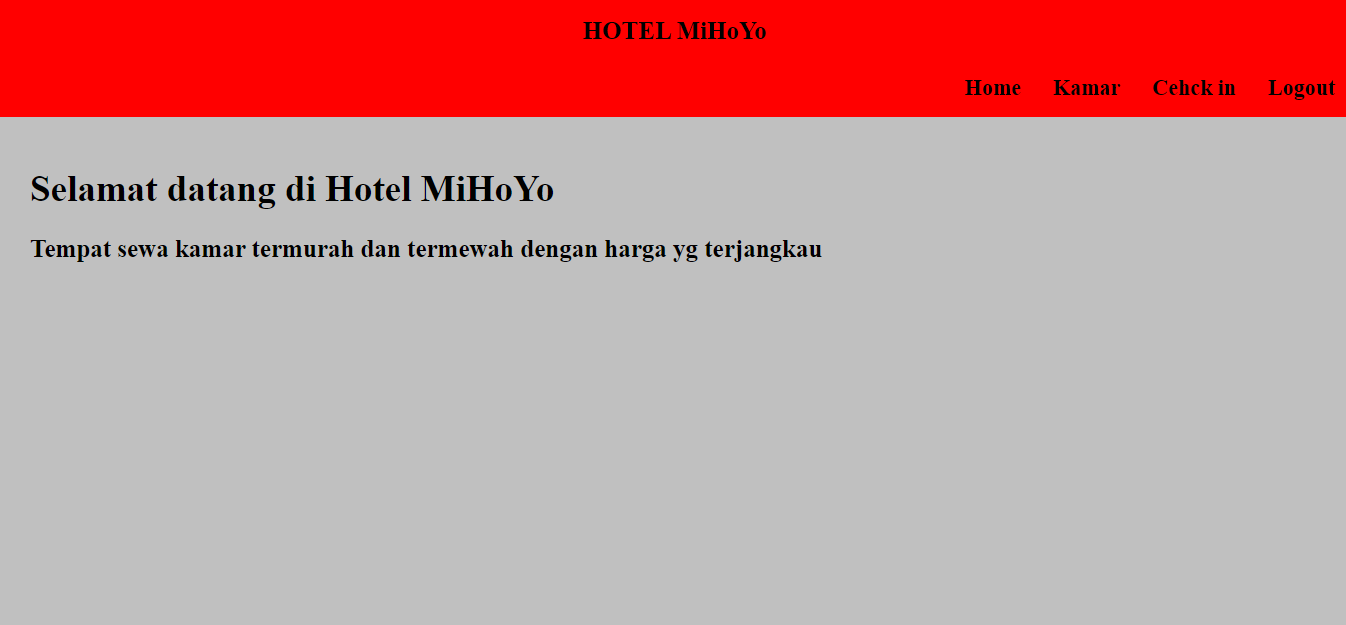 HOTEL MiHoYo
Home Kamar Cehck in Logout
Selamat datang di Hotel MiHoYo
Tempat sewa kamar termurah dan termewah dengan harga yg terjangkau